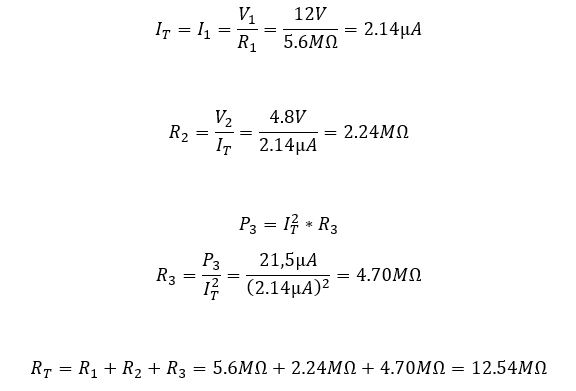 I_T = I_1 = V_1/R_1 = 12V/5.6MΩ = 2.14μA
R_2 = V_2/I_T = 4.8V/2.14μA = 2.24MΩ
P_3 = I_T^2 * R_3
R_3 = P_3/I_T^2 = 21,5μA/(2.14μA)^2 = 4.70MΩ
R_T = R_1 + R_2 + R_3 = 5.6MΩ + 2.24MΩ + 4.70MΩ = 12.54MΩ